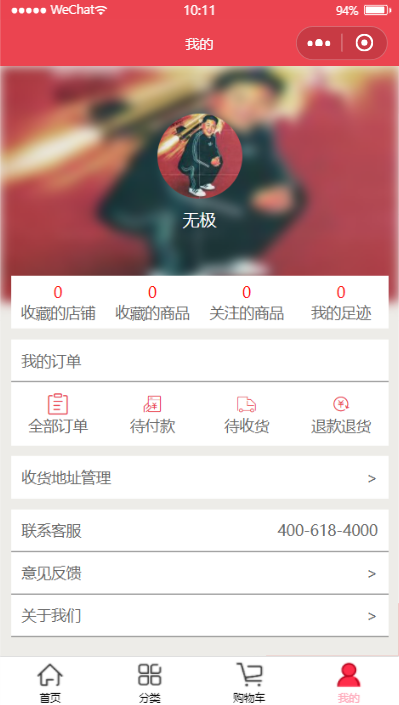 WeChat 10:11 94%
我的
无极
0 0 0 0
收藏的店铺 收藏的商品 关注的商品 我的足迹
我的订单
全部订单 待付款 待收货 退款退货
收货地址管理 >
联系客服 400-618-4000
意见反馈 >
关于我们 >
首页 分类 购物车 我的